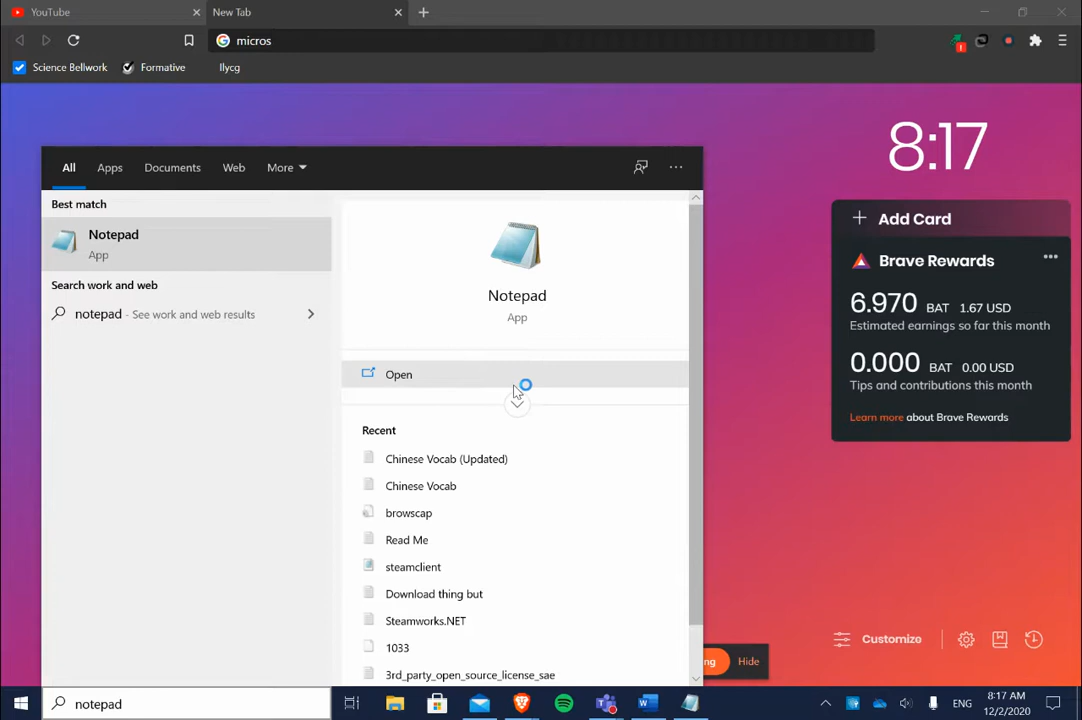 YouTube
New Tab
micros
Science Bellwork
Formative
Ilycg
8:17
All
Apps
Documents
Web
More
Best match
Notepad
App
Search work and web
notepad - See work and web results
Notepad
App
Open
Recent
Chinese Vocab (Updated)
Chinese Vocab
browscap
Read Me
steamclient
Download thing but
Steamworks.NET
1033
3rd_party_open_source_license_sae
Add Card
Brave Rewards
6.970 BAT 1.67 USD
Estimated earnings so far this month
0.000 BAT 0.00 USD
Tips and contributions this month
Learn more about Brave Rewards
Customize
ng
Hide
notepad
ENG
8:17 AM
12/2/2020